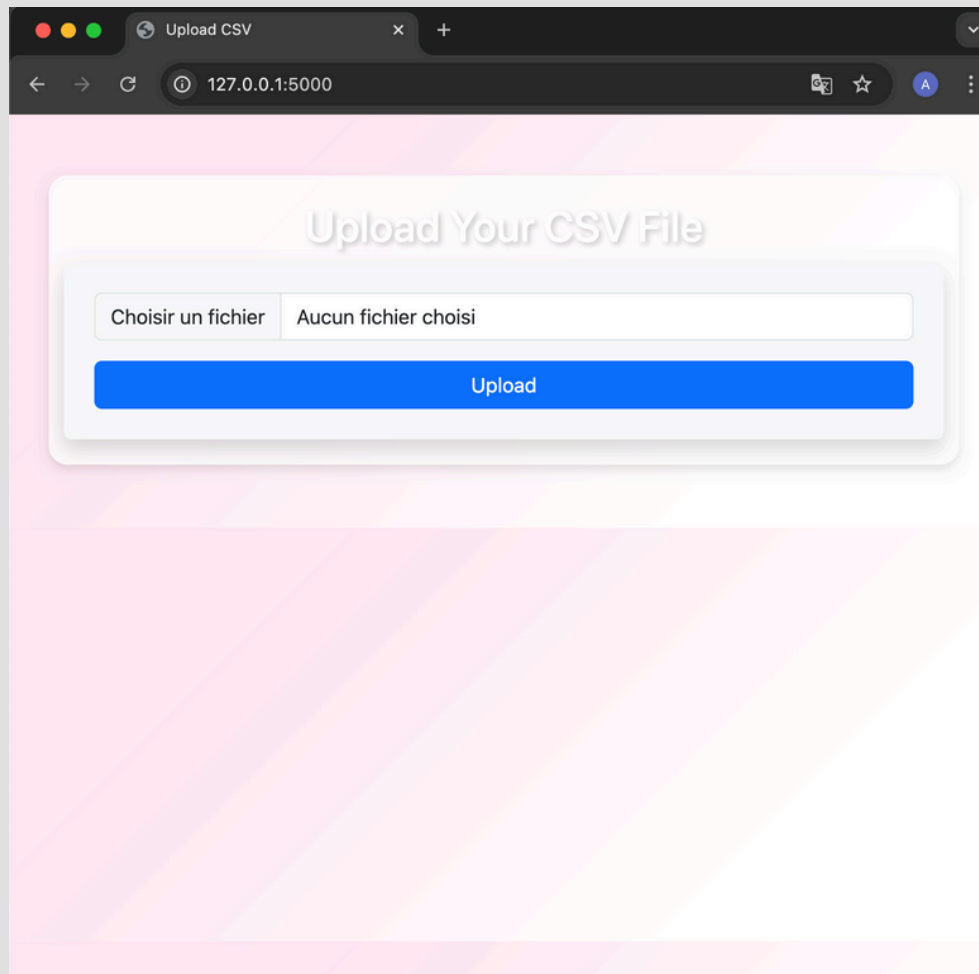 Upload CSV
127.0.0.1:5000
A
Upload Your CSV File
Choisir un fichier Aucun fichier choisi
Upload